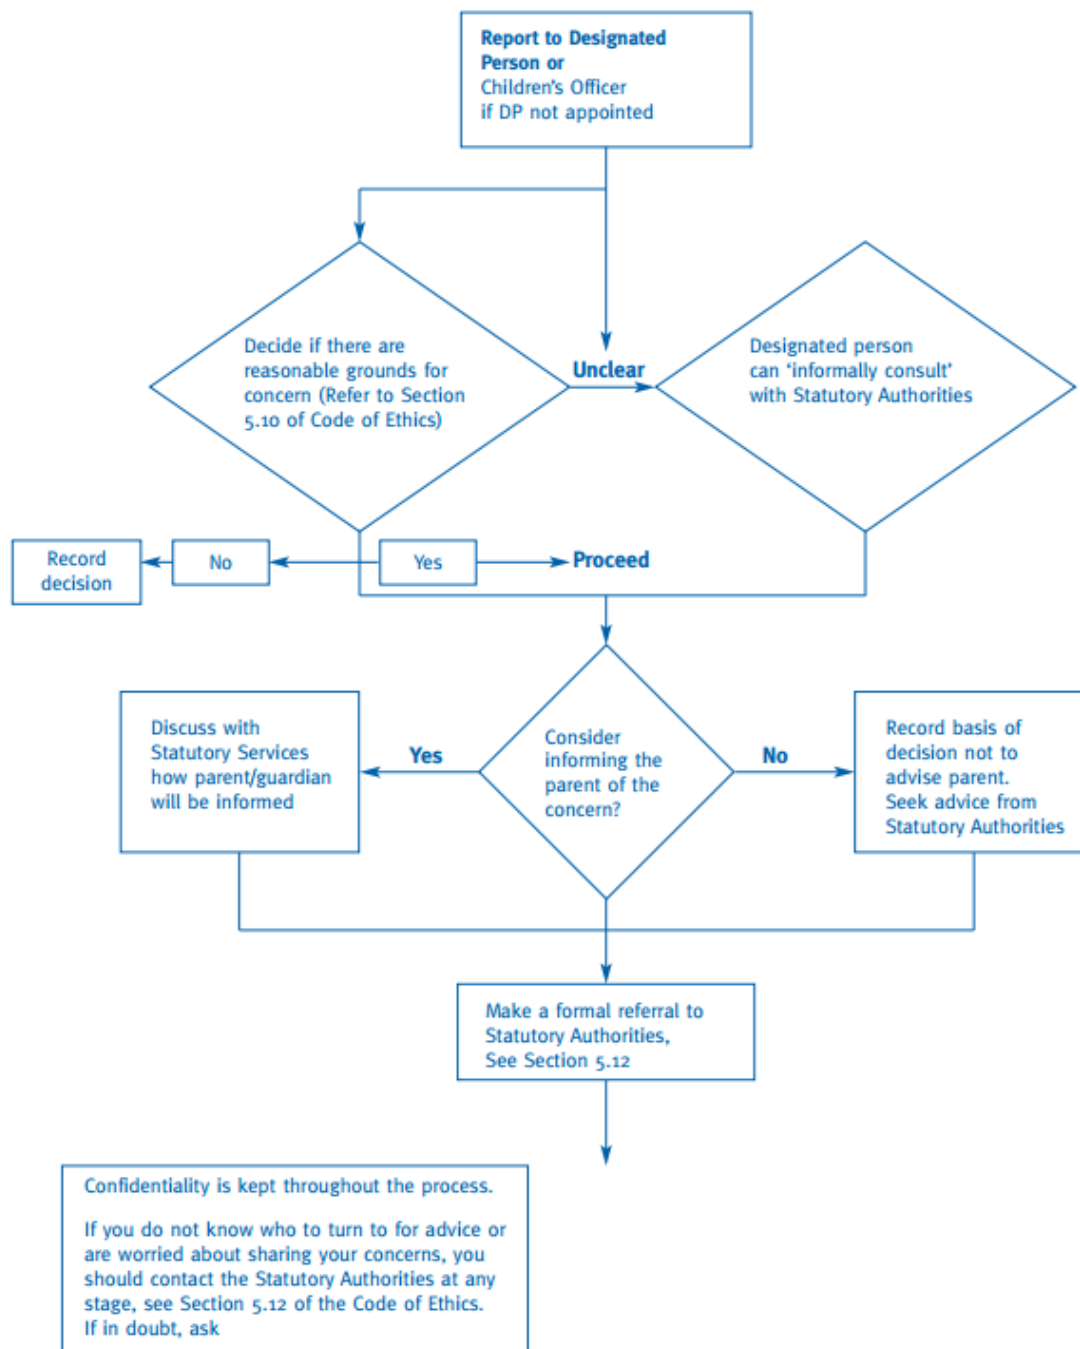 Report to Designated
Person or
Children's Officer
if DP not appointed
Decide if there are
reasonable grounds for
concern (Refer to Section
5.10 of Code of Ethics)
Unclear
Designated person
can ‘informally consult’
with Statutory Authorities
Record
decision
No
Yes
Proceed
Discuss with
Statutory Services
how parent/guardian
will be informed
Yes
Consider
informing the
parent of the
concern?
No
Record basis of
decision not to
advise parent.
Seek advice from
Statutory Authorities
Make a formal referral to
Statutory Authorities,
See Section 5.12
Confidentiality is kept throughout the process.
If you do not know who to turn to for advice or
are worried about sharing your concerns, you
should contact the Statutory Authorities at any
stage, see Section 5.12 of the Code of Ethics.
If in doubt, ask